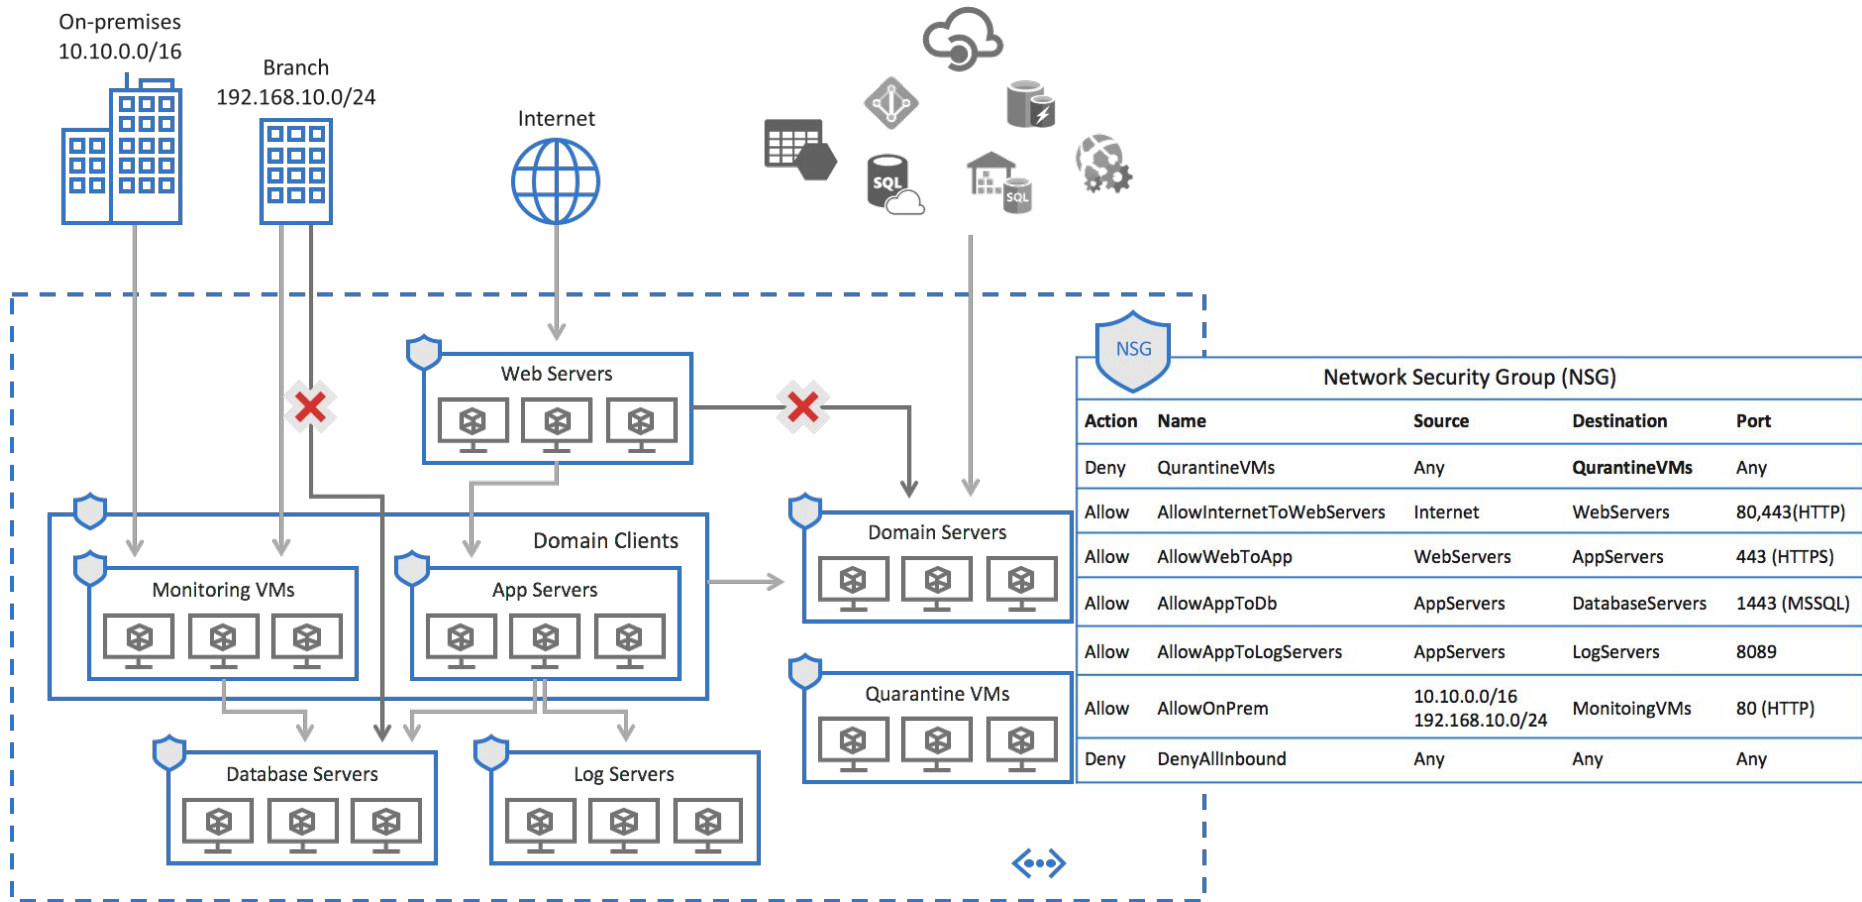 On-premises
10.10.0.0/16
Branch
192.168.10.0/24
Internet
SQL
SQL
Web Servers
Domain Clients
Monitoring VMs
App Servers
Domain Servers
Quarantine VMs
Database Servers
Log Servers
NSG
Network Security Group (NSG)
Action Name Source Destination Port
Deny QurantineVMs Any QurantineVMs Any
Allow AllowInternetToWebServers Internet WebServers 80,443(HTTP)
Allow AllowWebToApp WebServers AppServers 443 (HTTPS)
Allow AllowAppToDb AppServers DatabaseServers 1443 (MSSQL)
Allow AllowAppToLogServers AppServers LogServers 8089
Allow AllowOnPrem 10.10.0.0/16 192.168.10.0/24 MonitoingVMs 80 (HTTP)
Deny DenyAllInbound Any Any Any